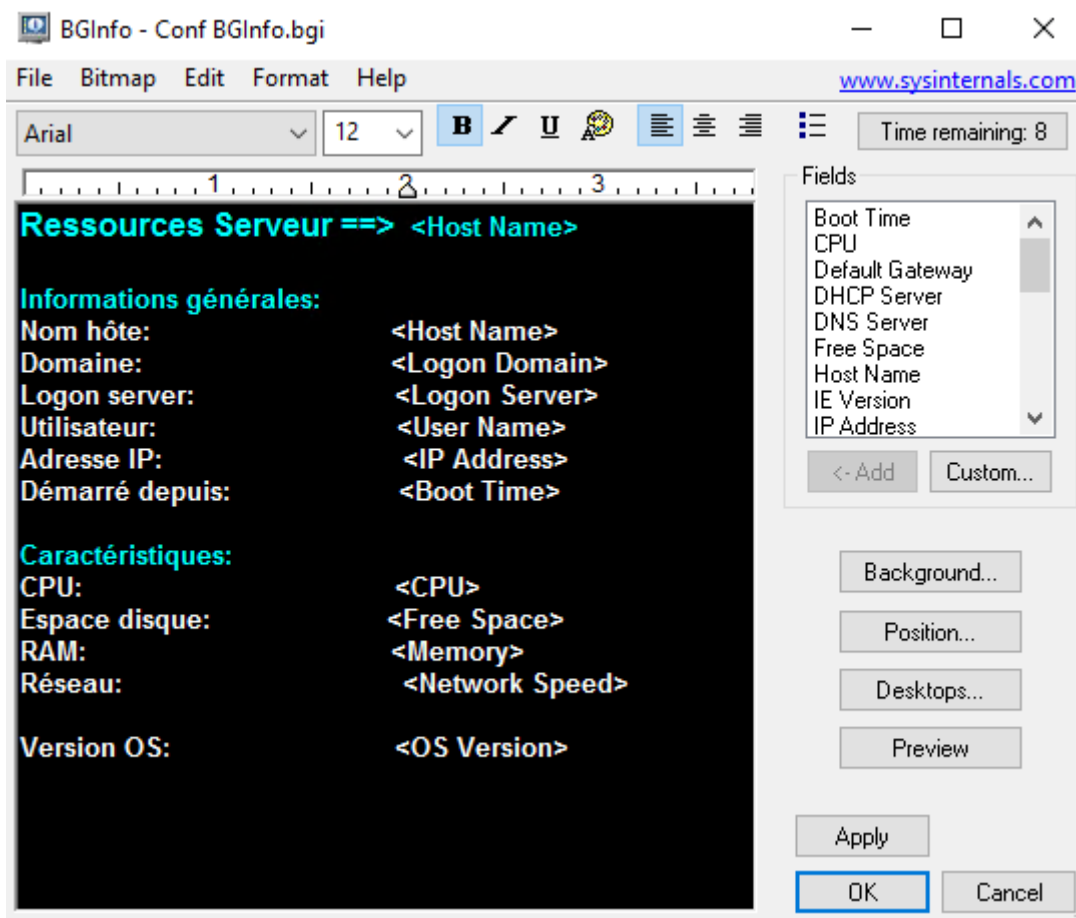 BGInfo - Conf BGInfo.bgi
File Bitmap Edit Format Help www.sysinternals.com
Arial 12 B I U A Time remaining: 8
1 2 3
Fields
Ressources Serveur ==> <Host Name>
Informations générales:
Nom hôte: <Host Name>
Domaine: <Logon Domain>
Logon server: <Logon Server>
Utilisateur: <User Name>
Adresse IP: <IP Address>
Démarré depuis: <Boot Time>
Caractéristiques:
CPU: <CPU>
Espace disque: <Free Space>
RAM: <Memory>
Réseau: <Network Speed>
Version OS: <OS Version>
Boot Time
CPU
Default Gateway
DHCP Server
DNS Server
Free Space
Host Name
IE Version
IP Address
<- Add Custom...
Background...
Position...
Desktops...
Preview
Apply
OK Cancel